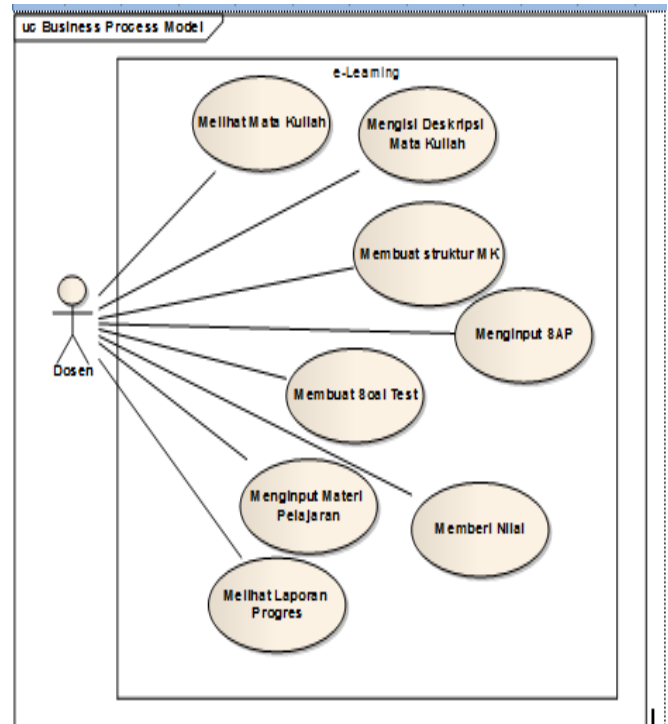 uc Business Process Model
e-Learning
Melihat Mata Kuliah
Mengisi Deskripsi
Mata Kuliah
Membuat struktur MK
Menginput SAP
Dosen
Membuat Soal Test
Menginput Materi
Pelajaran
Memberi Nilai
Melihat Laporan
Progres